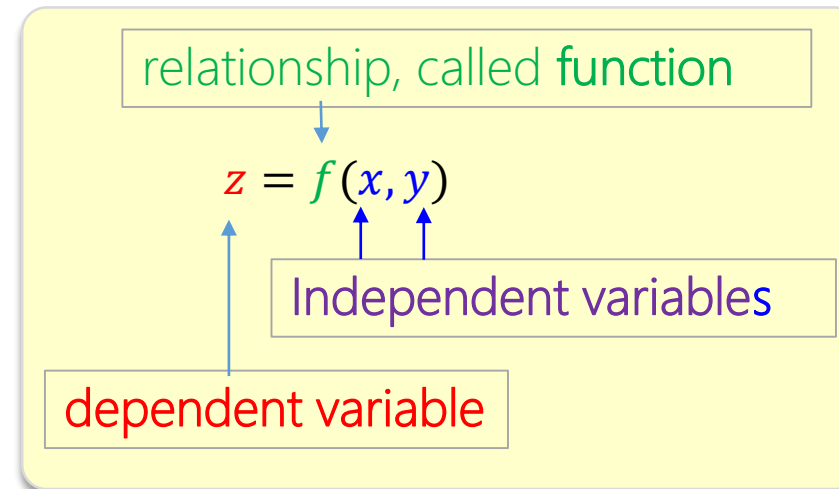 relationship, called function
z = f(x, y)
Independent variables
dependent variable